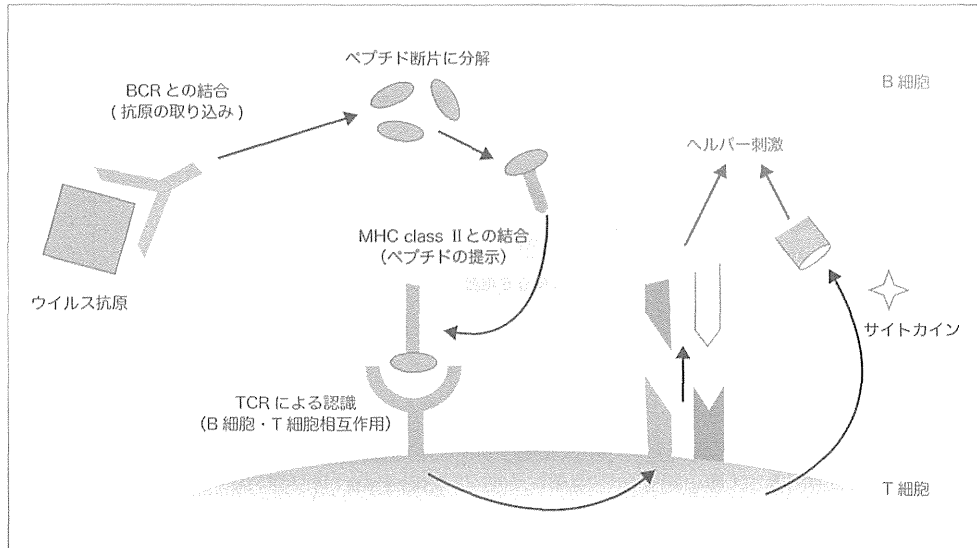 ペプチド断片に分解
B 細胞
BCR との結合
( 抗原の取り込み )
ヘルパー刺激
MHC class II との結合
(ペプチドの提示)
ウイルス抗原
サイトカイン
TCR による認識
(B 細胞・T 細胞相互作用)
T 細胞